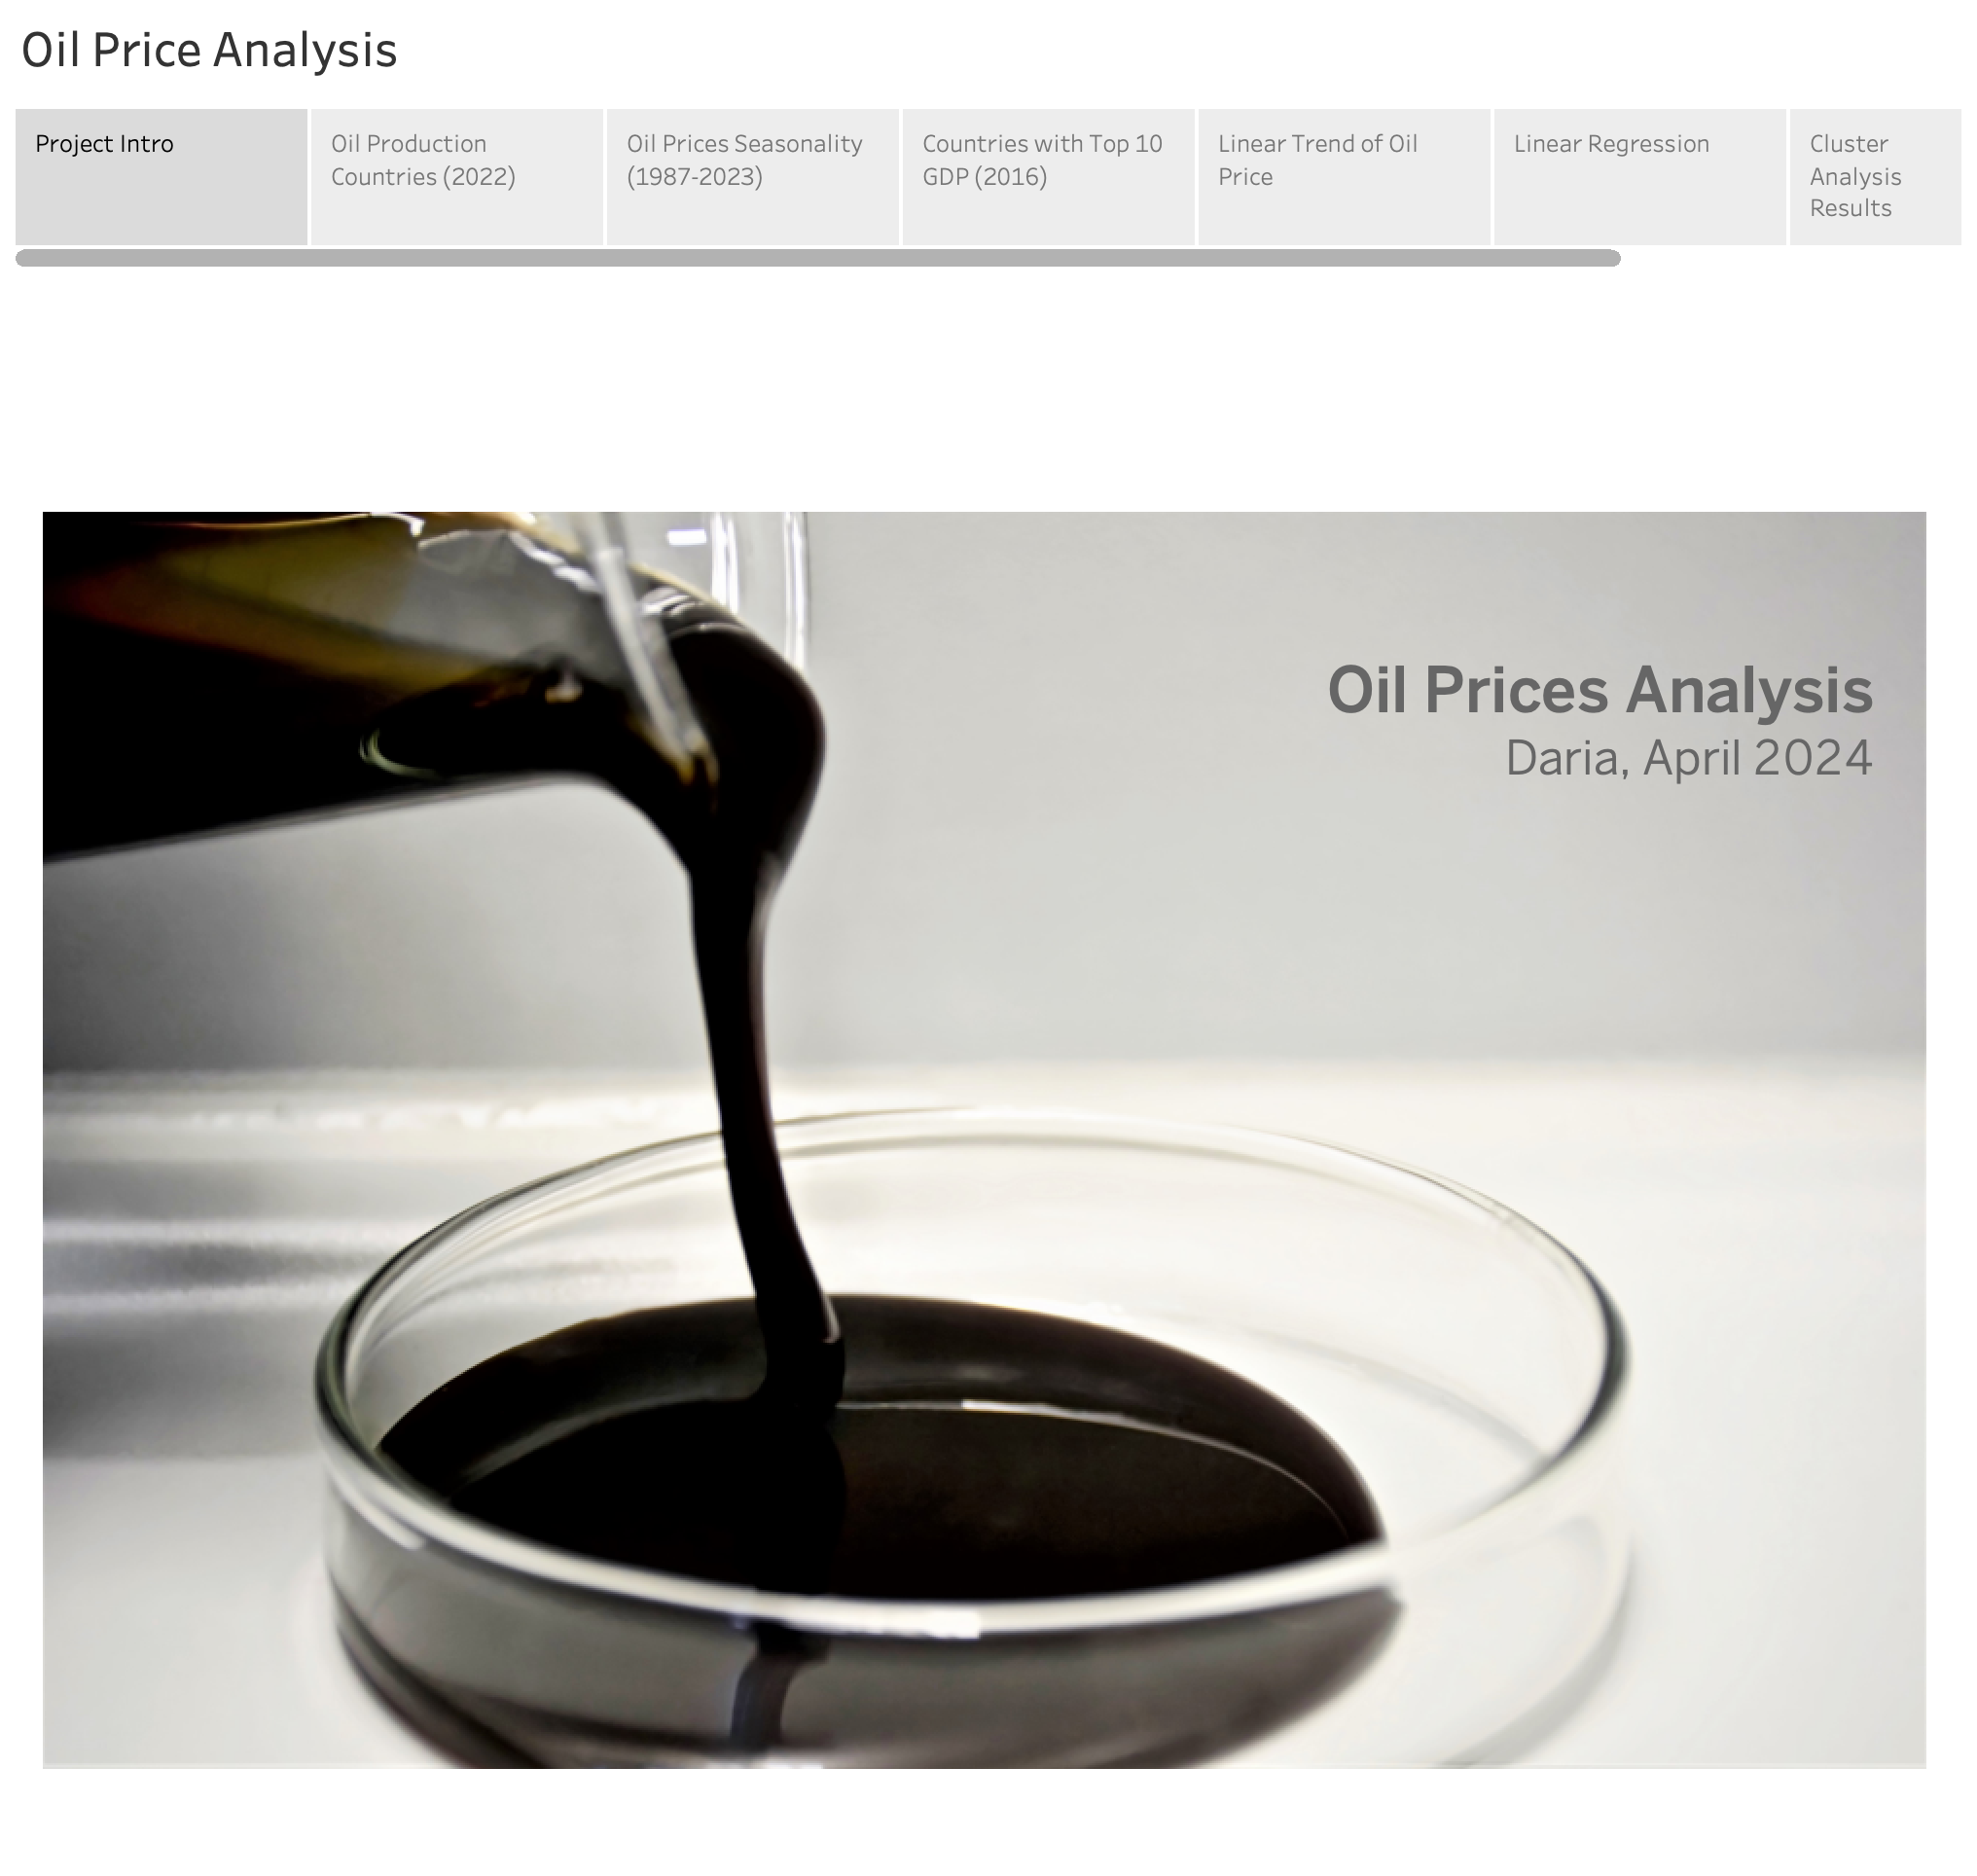 Oil Price Analysis
Project Intro
Oil Production
Countries (2022)
Oil Prices Seasonality
(1987-2023)
Countries with Top 10
GDP (2016)
Linear Trend of Oil
Price
Linear Regression
Cluster
Analysis
Results
Oil Prices Analysis
Daria, April 2024